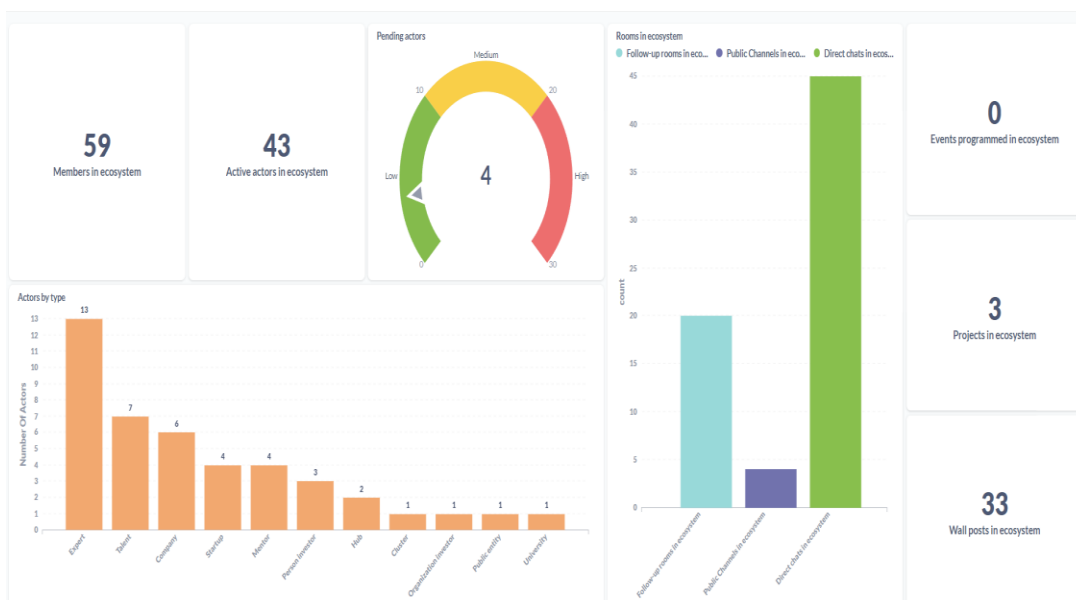 59
Members in ecosystem
43
Active actors in ecosystem
Pending actors
Medium
10
20
Low
4
High
0
30
Rooms in ecosystem
Follow-up rooms in eco...
Public Channels in eco...
Direct chats in ecos...
45
40
35
30
25
20
15
10
5
0
count
Follow-up rooms in ecosystem
Public Channels in ecosystem
Direct chats in ecosystem
0
Events programmed in ecosystem
3
Projects in ecosystem
33
Wall posts in ecosystem
Actors by type
13
12
11
10
9
8
7
6
5
4
3
2
1
0
Number Of Actors
13
7
6
4
4
3
2
1
1
1
1
Expert
Talent
Company
Startup
Mentor
Person investor
Hub
Cluster
Organization investor
Public entity
University